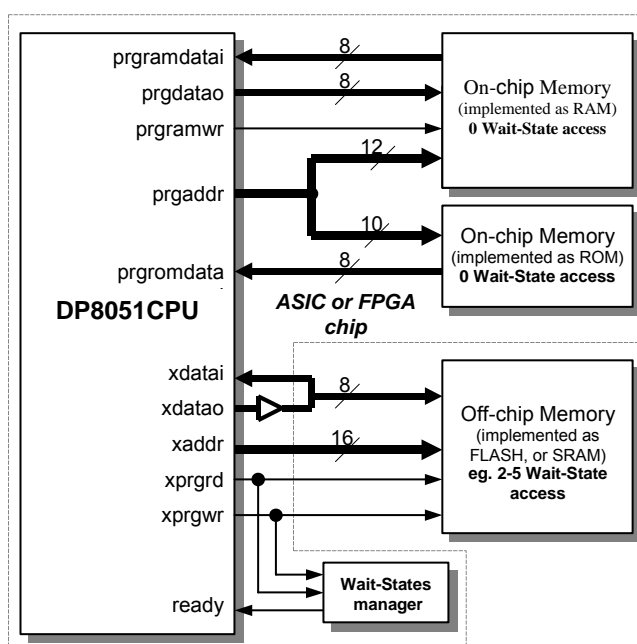 prgramdatai
8
On-chip Memory
(implemented as RAM)
0 Wait-State access
prgdatao
8
prgramwr
12
prgaddr
10
On-chip Memory
(implemented as ROM)
0 Wait-State access
prgromdata
8
DP8051CPU
ASIC or FPGA
chip
xdatai
8
xdatao
Off-chip Memory
(implemented as
FLASH, or SRAM)
eg. 2-5 Wait-State
access
xaddr
16
xprgrd
xprgwr
Wait-States
manager
ready